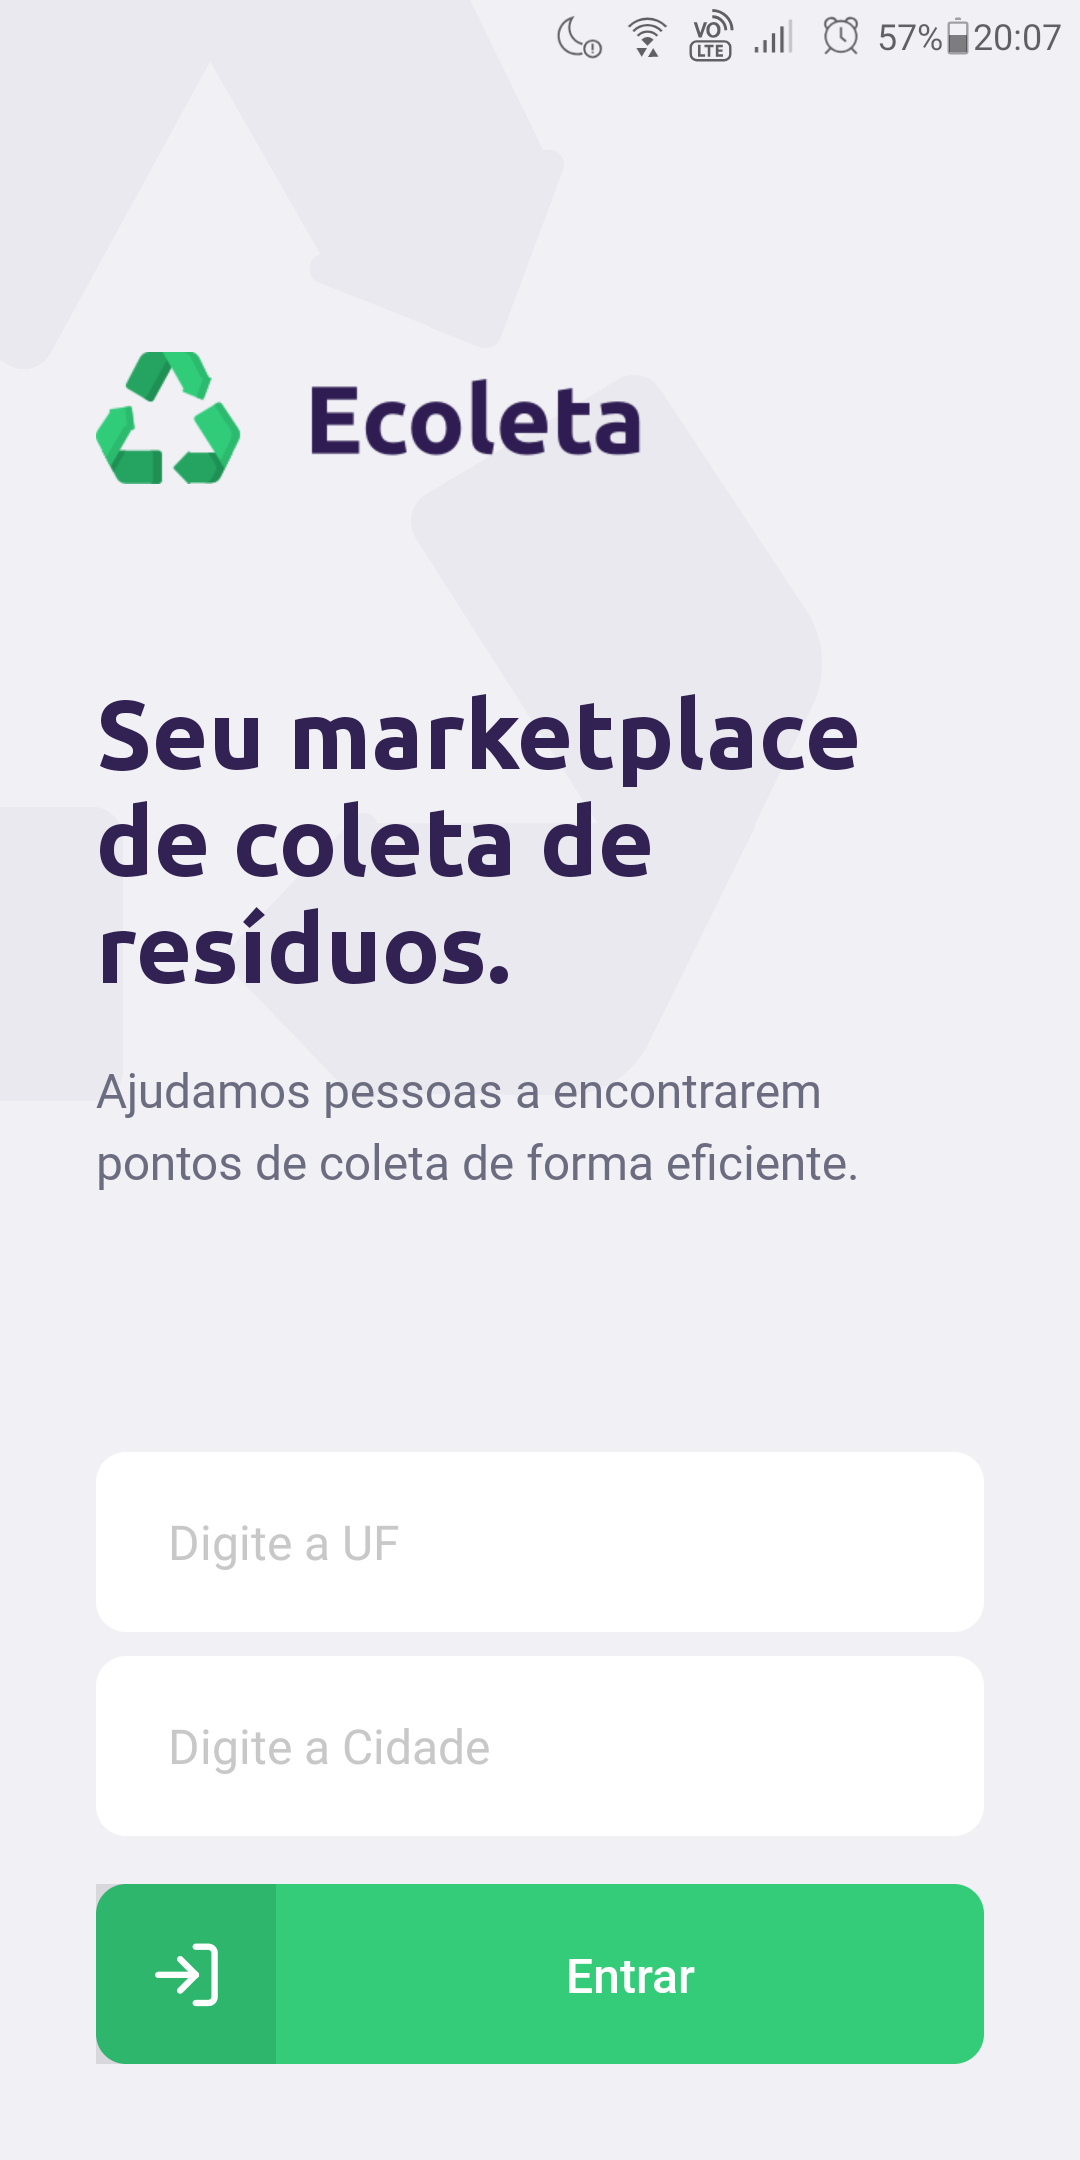 VO LTE 57% 20:07
Ecoleta
Seu marketplace
de coleta de
resíduos.
Ajudamos pessoas a encontrarem
pontos de coleta de forma eficiente.
Digite a UF
Digite a Cidade
Entrar